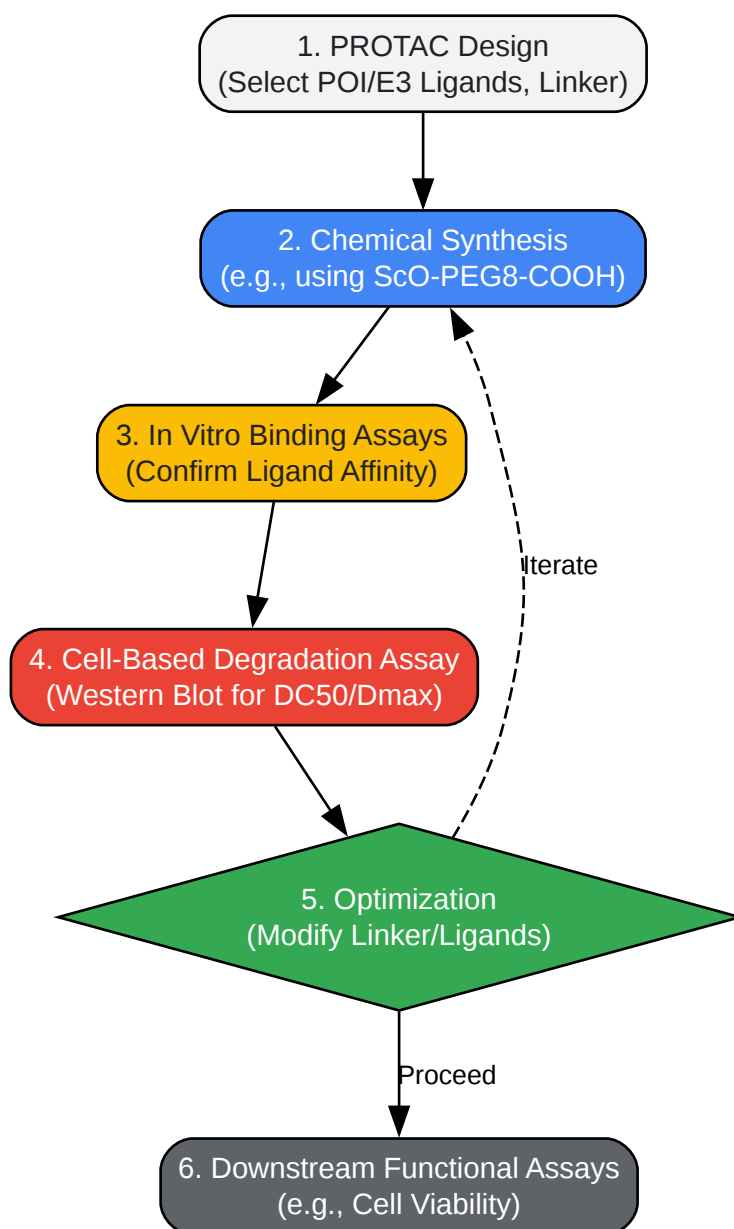 1. PROTAC Design
(Select POI/E3 Ligands, Linker)
2. Chemical Synthesis
(e.g., using ScO-PEG8-COOH)
3. In Vitro Binding Assays
(Confirm Ligand Affinity)
Iterate
4. Cell-Based Degradation Assay
(Western Blot for DC50/Dmax)
5. Optimization
(Modify Linker/Ligands)
Proceed
6. Downstream Functional Assays
(e.g., Cell Viability)